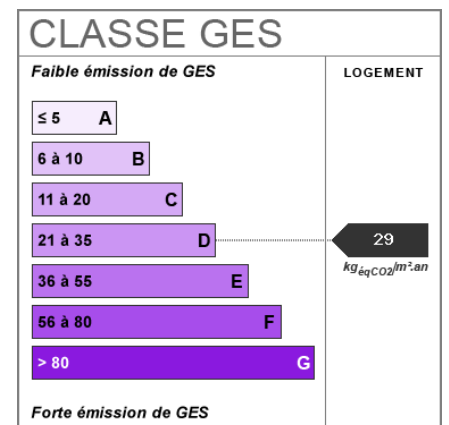 CLASSE GES
Faible émission de GES
LOGEMENT
≤ 5 A
6 à 10 B
11 à 20 C
21 à 35 D
29
kgéqCO2/m².an
36 à 55 E
56 à 80 F
> 80 G
Forte émission de GES